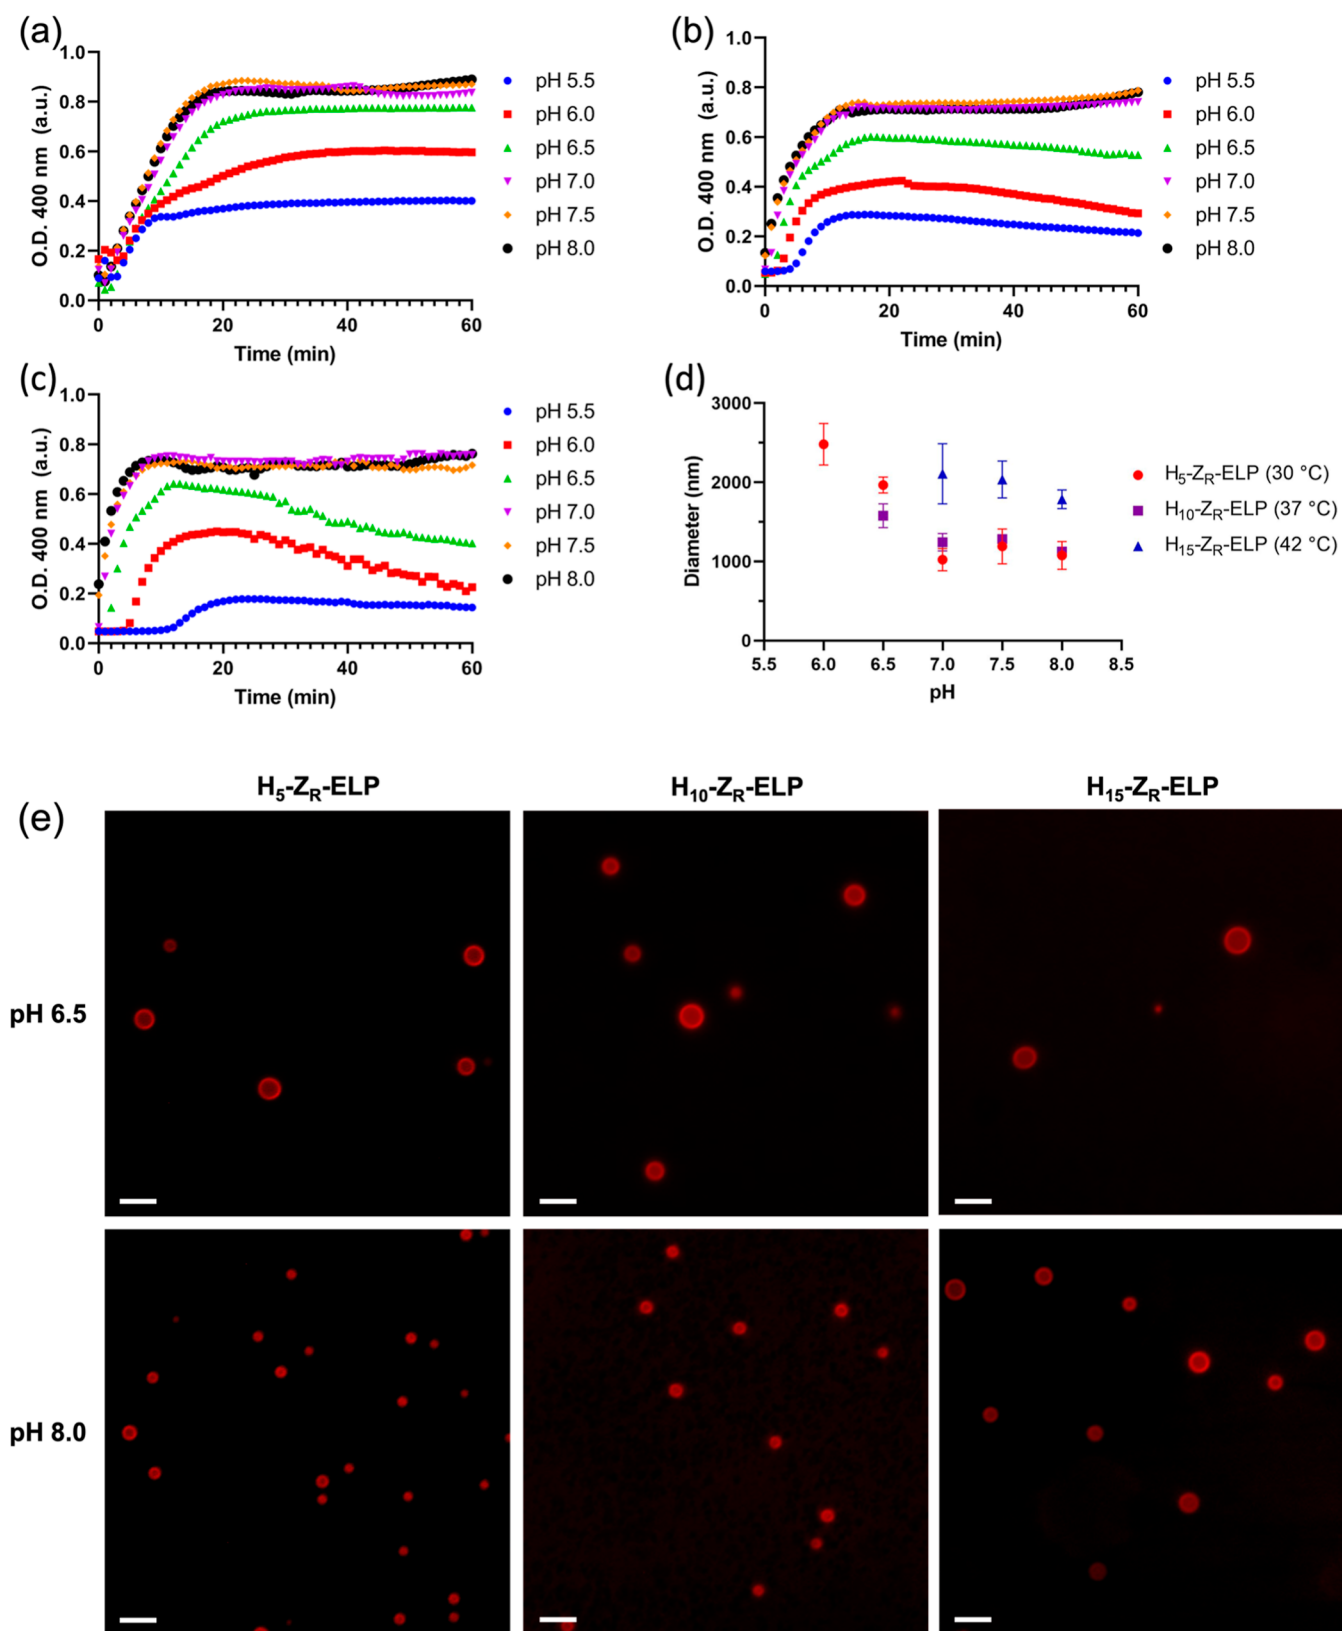 (a)
1.0
0.8
0.6
0.4
0.2
0.0
O.D. 400 nm (a.u.)
0 20 40 60
Time (min)
pH 5.5
pH 6.0
pH 6.5
pH 7.0
pH 7.5
pH 8.0
(b)
1.0
0.8
0.6
0.4
0.2
0.0
O.D. 400 nm (a.u.)
0 20 40 60
Time (min)
pH 5.5
pH 6.0
pH 6.5
pH 7.0
pH 7.5
pH 8.0
(c)
1.0
0.8
0.6
0.4
0.2
0.0
O.D. 400 nm (a.u.)
0 20 40 60
Time (min)
pH 5.5
pH 6.0
pH 6.5
pH 7.0
pH 7.5
pH 8.0
(d)
3000
2000
1000
0
Diameter (nm)
5.5 6.0 6.5 7.0 7.5 8.0 8.5
pH
H₅-Z_R-ELP (30 °C)
H₁₀-Z_R-ELP (37 °C)
H₁₅-Z_R-ELP (42 °C)
(e)
H₅-Z_R-ELP
H₁₀-Z_R-ELP
H₁₅-Z_R-ELP
pH 6.5
pH 8.0